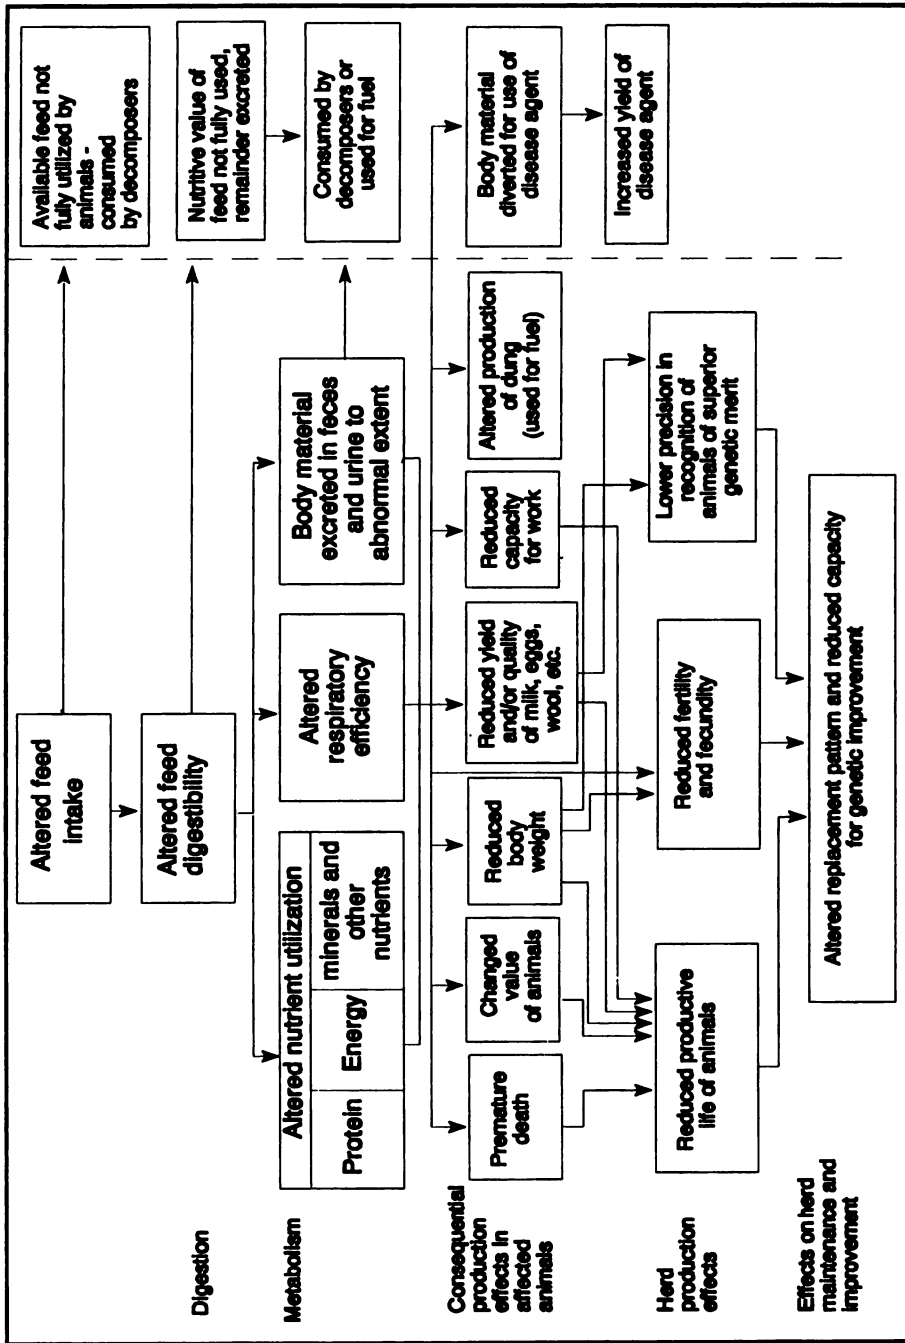 Altered feed
intake
Available feed not
fully utilized by
animals -
consumed
by decomposers
Digestion
Altered feed
digestibility
Nutritive value of
feed not fully used,
remainder excreted
Metabolism
Altered nutrient utilization
Protein
Energy
minerals and
other
nutrients
Altered
respiratory
efficiency
Body material
excreted in feces
and urine to
abnormal extent
Consumed by
decomposers or
used for fuel
Consequential
production
effects in
affected
animals
Premature
death
Changed
value
of animals
Reduced
body
weight
Reduced yield
and/or quality
of milk, eggs,
wool, etc.
Reduced
capacity
for work
Altered production
of dung
(used for fuel)
Body material
diverted for use of
disease agent
Increased yield of
disease agent
Herd
production
effects
Reduced productive
life of animals
Reduced fertility
and fecundity
Lower precision in
recognition of
animals of superior
genetic merit
Effects on herd
maintenance and
improvement
Altered replacement pattern and reduced capacity
for genetic improvement